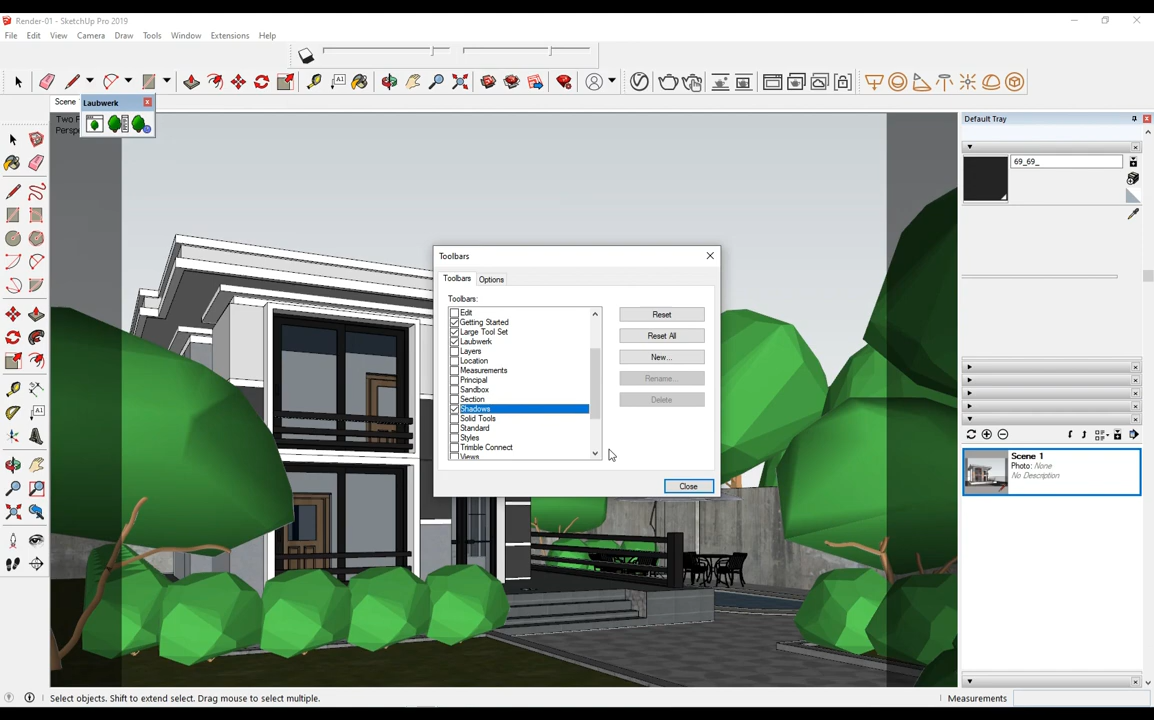 Render-01 - SketchUp Pro 2019
File Edit View Camera Draw Tools Window Extensions Help
Scene
Laubwerk
Two P
Persp
Default Tray
69_69_
Toolbars
Toolbars Options
Toolbars:
Edit
Getting Started
Large Tool Set
Laubwerk
Layers
Location
Measurements
Principal
Sandbox
Section
Shadows
Solid Tools
Standard
Styles
Trimble Connect
Views
Reset
Reset All
New...
Rename...
Delete
Close
Scene 1
Photo: None
No Description
Select objects. Shift to extend select. Drag mouse to select multiple.
Measurements